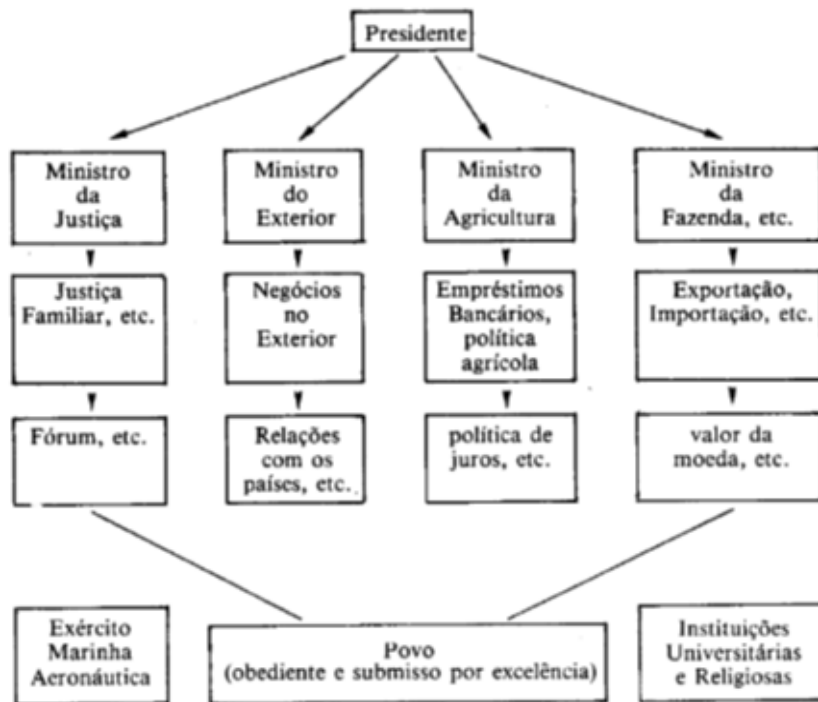 Presidente
Ministro
da
Justiça
Ministro
do
Exterior
Ministro
da
Agricultura
Ministro
da
Fazenda, etc.
Justiça
Familiar, etc.
Negócios
no
Exterior
Empréstimos
Bancários,
política
agrícola
Exportação,
Importação, etc.
Fórum, etc.
Relações
com os
países, etc.
política de
juros, etc.
valor da
moeda, etc.
Exército
Marinha
Aeronáutica
Povo
(obediente e submisso por excelência)
Instituições
Universitárias
e Religiosas